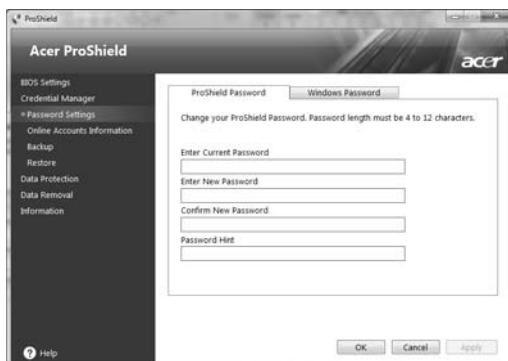 ProShield
Acer ProShield
acer
BIOS Settings
Credential Manager
Password Settings
Online Accounts Information
Backup
Restore
Data Protection
Data Removal
Information
Help
ProShield Password
Windows Password
Change your ProShield Password. Password length must be 4 to 12 characters.
Enter Current Password
Enter New Password
Confirm New Password
Password Hint
OK
Cancel
Apply